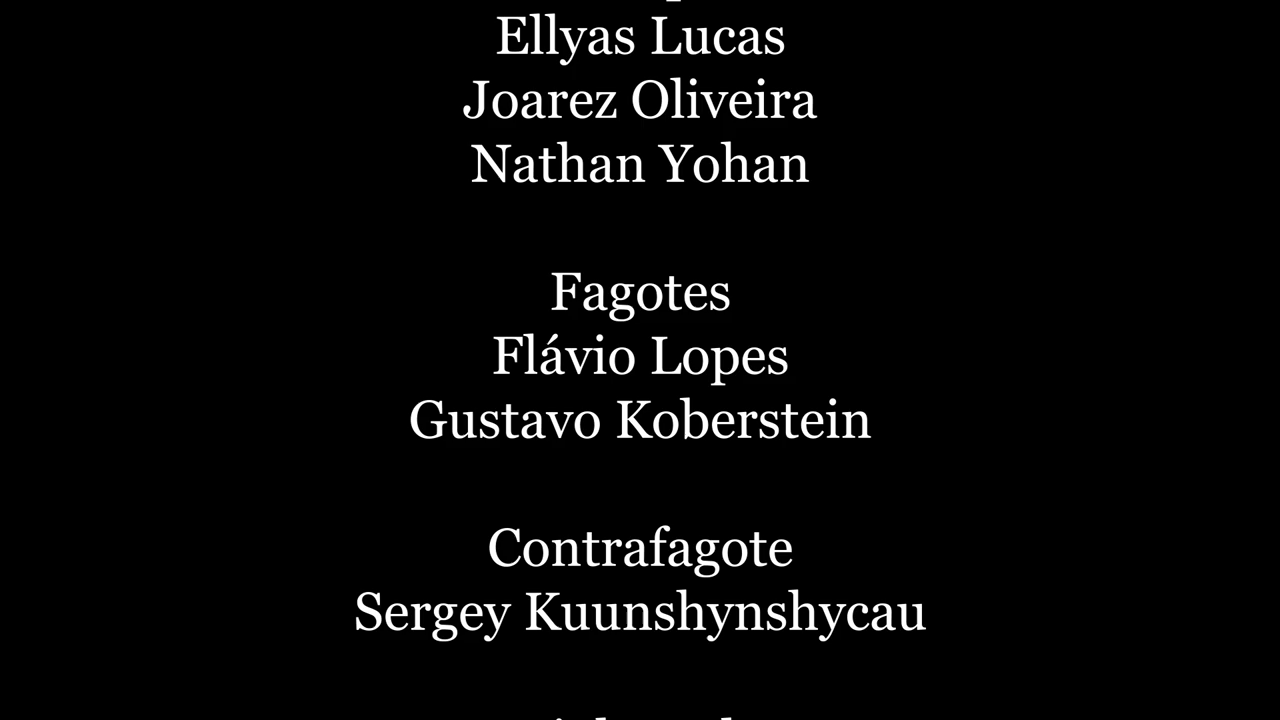 Ellyas Lucas
Joarez Oliveira
Nathan Yohan
Fagotes
Flávio Lopes
Gustavo Koberstein
Contrafagote
Sergey Kuunshynshycau